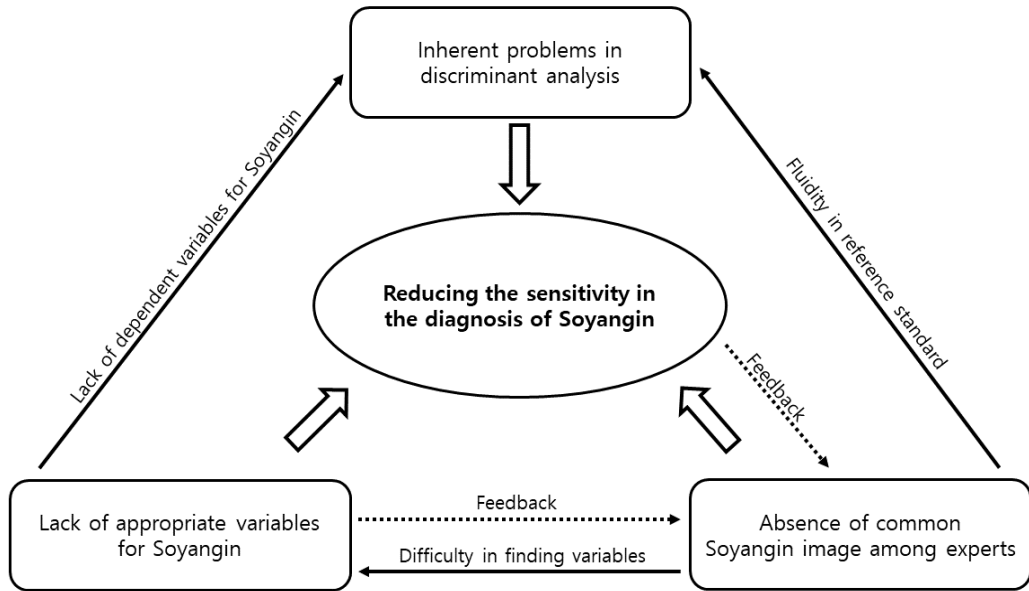 Inherent problems in
discriminant analysis
Lack of dependent variables for Soyangin
Fluidity in reference standard
Reducing the sensitivity in
the diagnosis of Soyangin
Feedback
Lack of appropriate variables
for Soyangin
Feedback
Difficulty in finding variables
Absence of common
Soyangin image among experts